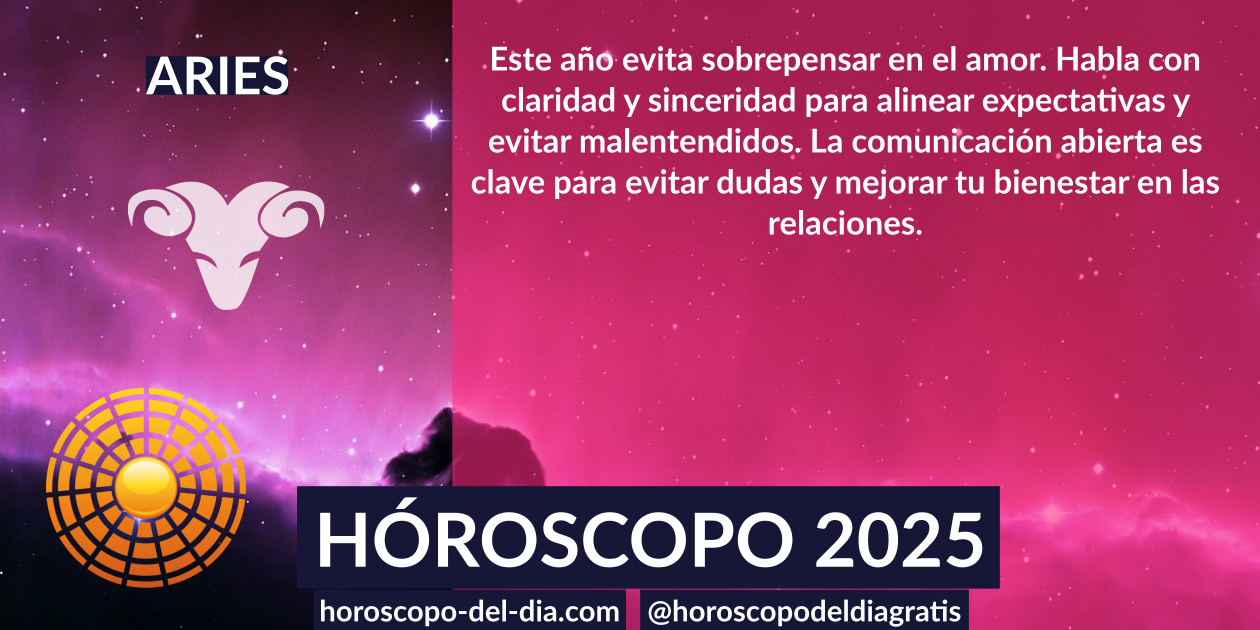 ARIES
Este año evita sobrepensar en el amor. Habla con
claridad y sinceridad para alinear expectativas y
evitar malentendidos. La comunicación abierta es
clave para evitar dudas y mejorar tu bienestar en las
relaciones.
HÓROSCOPO 2025
horoscopo-del-dia.com
@horoscopodeldiagratis